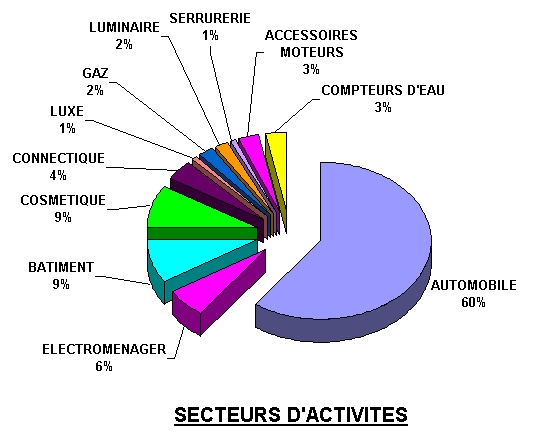 SERRURERIE
1%
LUMINAIRE
2%
ACCESSOIRES
MOTEURS
3%
GAZ
2%
COMPTEURS D'EAU
3%
LUXE
1%
CONNECTIQUE
4%
COSMETIQUE
9%
BATIMENT
9%
AUTOMOBILE
60%
ELECTROMENAGER
6%
SECTEURS D'ACTIVITES